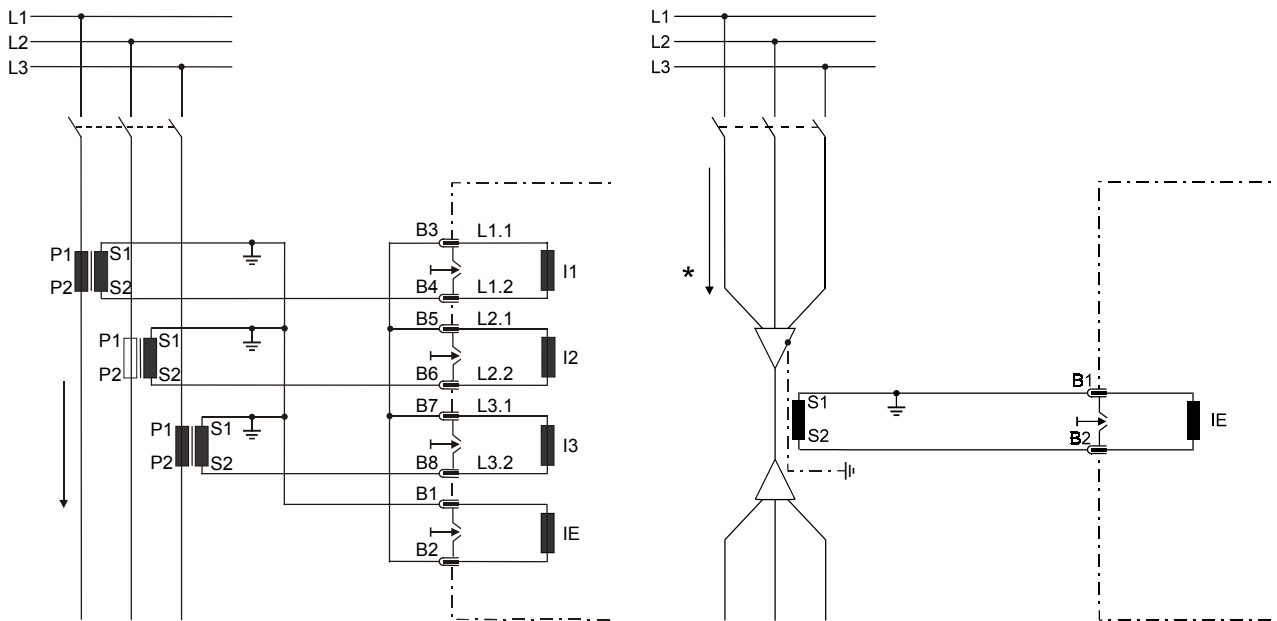 L1
L2
L3
P1 S1
P2 S2
P1 S1
P2 S2
P1 S1
P2 S2
B3 L1.1
I1
B4 L1.2
B5 L2.1
I2
B6 L2.2
B7 L3.1
I3
B8 L3.2
B1
IE
B2
L1
L2
L3
*
S1
S2
B1
IE
B2